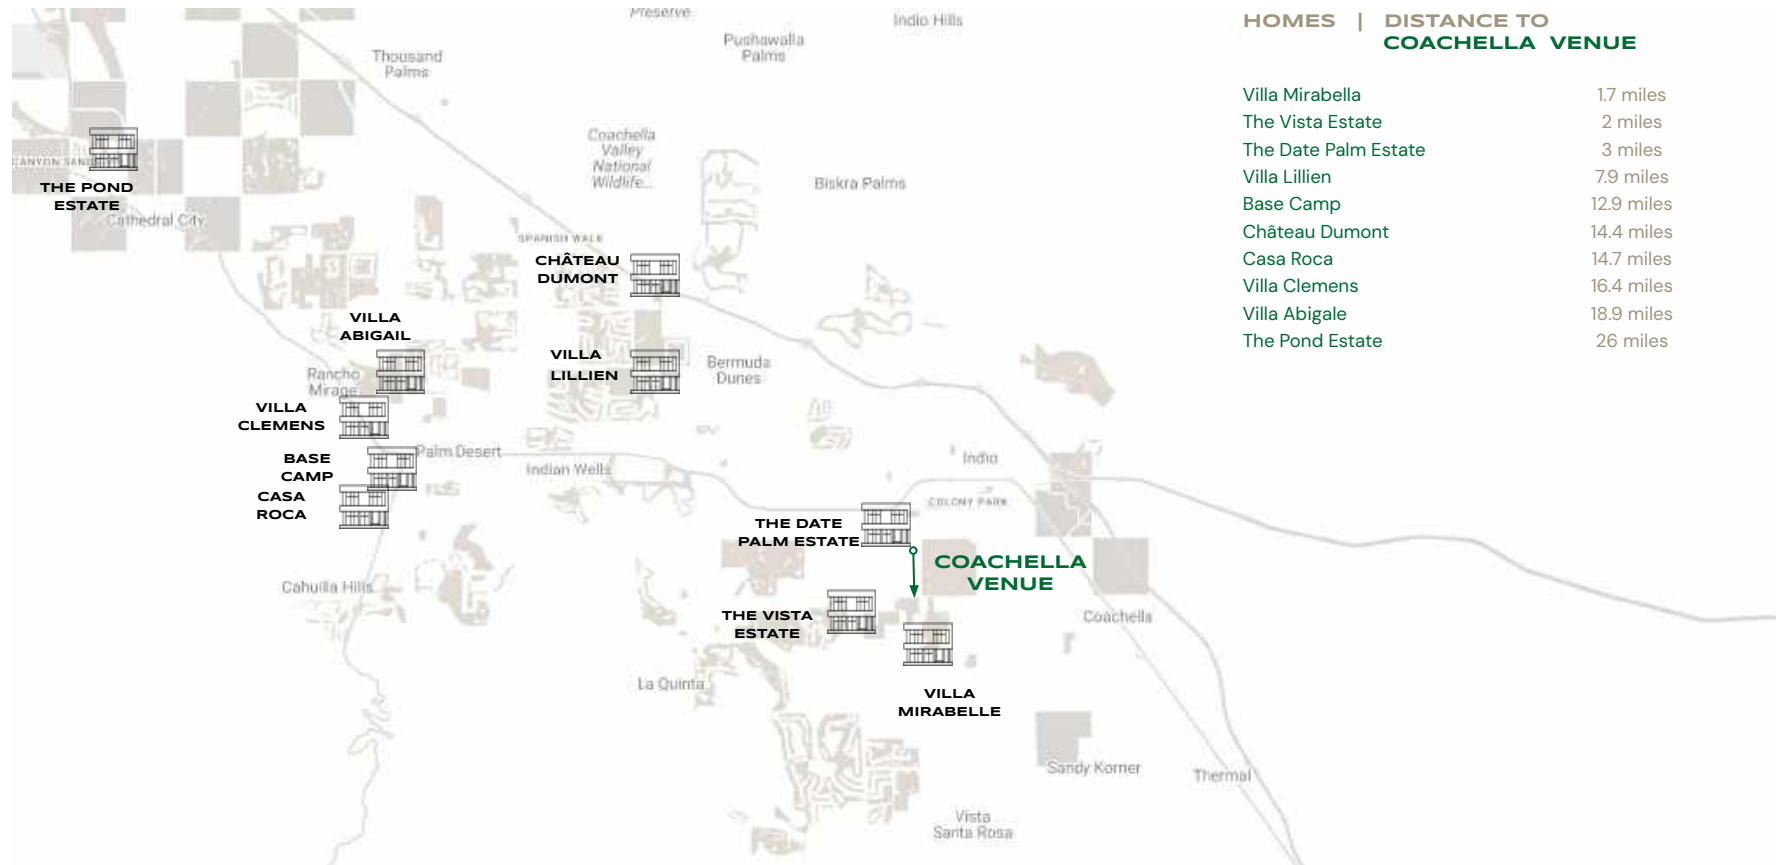 HOMES | DISTANCE TO
COACHELLA VENUE
Villa Mirabella 1.7 miles
The Vista Estate 2 miles
The Date Palm Estate 3 miles
Villa Lillien 7.9 miles
Base Camp 12.9 miles
Château Dumont 14.4 miles
Casa Roca 14.7 miles
Villa Clemens 16.4 miles
Villa Abigale 18.9 miles
The Pond Estate 26 miles
Preserve
Indio Hills
Pushawalla
Palms
Thousand
Palms
Coachella
Valley
National
Wildlife...
Biskra Palms
CANYON SAND
THE POND
ESTATE
Cathedral City
SPANISH WALK
CHÂTEAU
DUMONT
VILLA
ABIGAIL
VILLA
LILLIEN
Bermuda
Dunes
Rancho
Mirage
VILLA
CLEMENS
Palm Desert
BASE
CAMP
Indian Wells
Indio
CASA
ROCA
COLONY PARK
THE DATE
PALM ESTATE
COACHELLA
VENUE
Cahuilla Hills
THE VISTA
ESTATE
Coachella
La Quinta
VILLA
MIRABELLE
Sandy Korner
Thermal
Vista
Santa Rosa